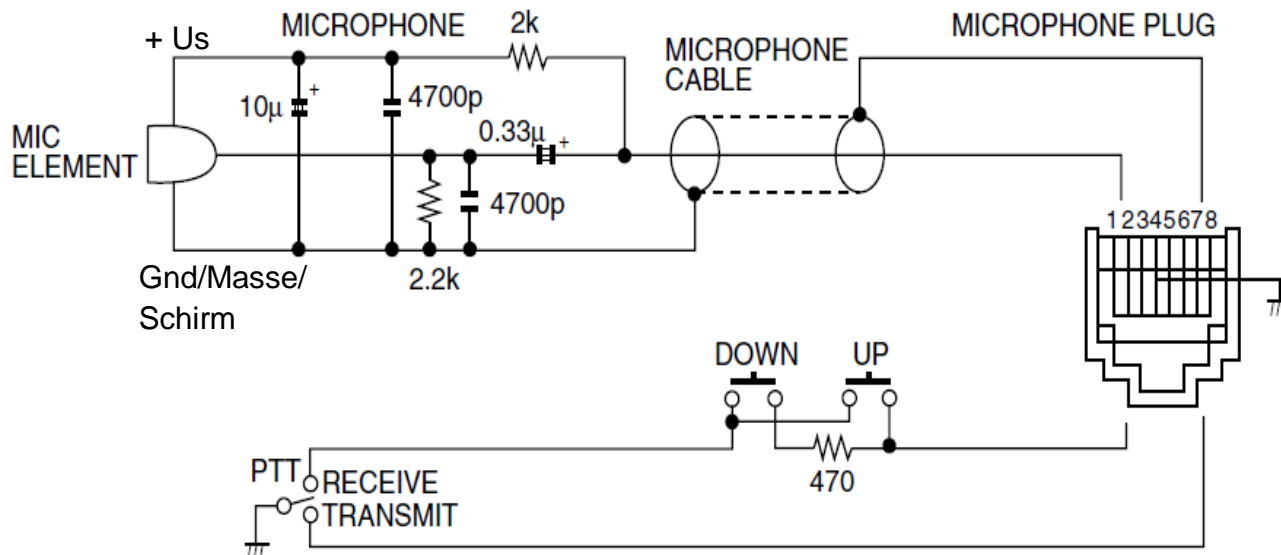 MICROPHONE
2k
MICROPHONE PLUG
+ Us
MICROPHONE
CABLE
10µ
+
4700p
0.33µ
+
MIC
ELEMENT
4700p
12345678
2.2k
Gnd/Masse/
Schirm
DOWN
UP
470
PTT
RECEIVE
TRANSMIT